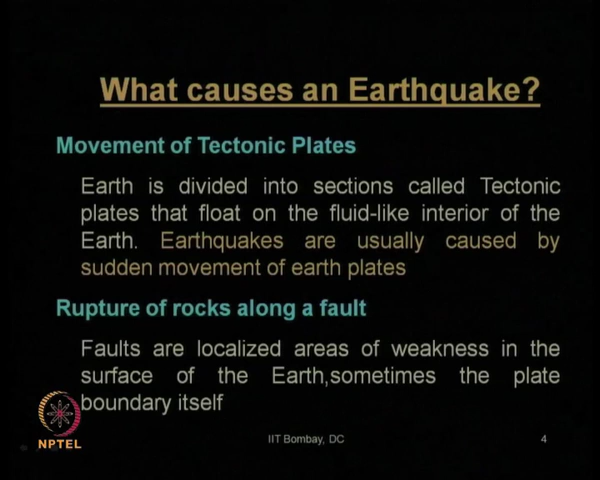 What causes an Earthquake?
Movement of Tectonic Plates
Earth is divided into sections called Tectonic
plates that float on the fluid-like interior of the
Earth. Earthquakes are usually caused by
sudden movement of earth plates
Rupture of rocks along a fault
Faults are localized areas of weakness in the
surface of the Earth,sometimes the plate
boundary itself
NPTEL
IIT Bombay, DC
4